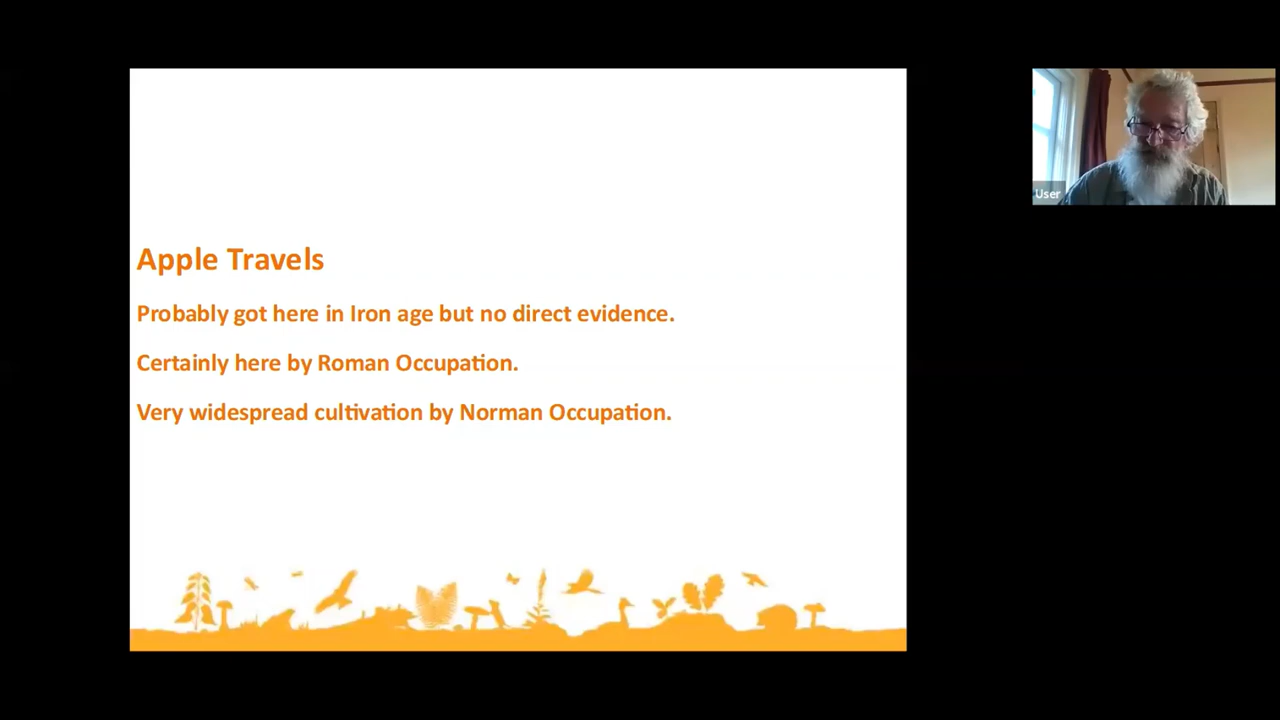 Apple Travels
Probably got here in Iron age but no direct evidence.
Certainly here by Roman Occupation.
Very widespread cultivation by Norman Occupation.
User